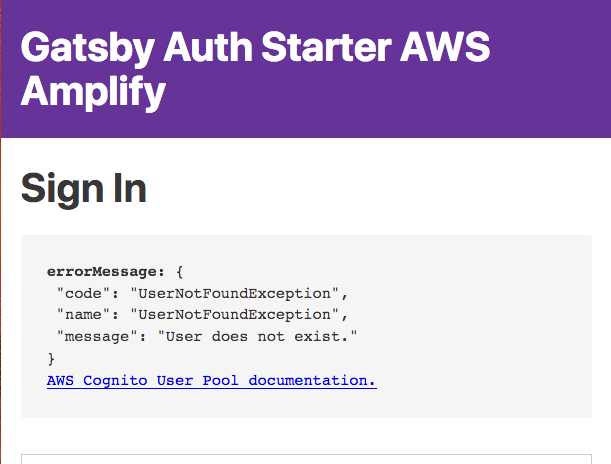 Gatsby Auth Starter AWS
Amplify
Sign In
errorMessage: {
"code": "UserNotFoundException",
"name": "UserNotFoundException",
"message": "User does not exist."
}
AWS Cognito User Pool documentation.